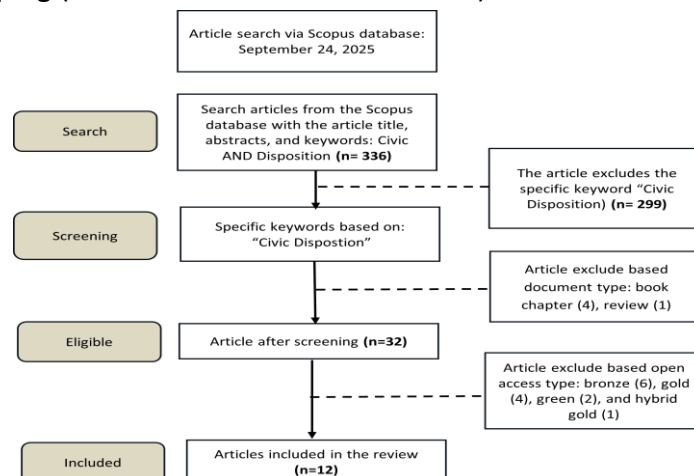 Article search via Scopus database:
September 24, 2025
Search
Search articles from the Scopus
database with the article title,
abstracts, and keywords: Civic
AND Disposition (n= 336)
The article excludes the
specific keyword "Civic
Disposition) (n= 299)
Screening
Specific keywords based on:
"Civic Dispostion"
Article exclude based
document type: book
chapter (4), review (1)
Eligible
Article after screening (n=32)
Article exclude based open
access type: bronze (6), gold
(4), green (2), and hybrid
gold (1)
Included
Articles included in the review
(n=12)